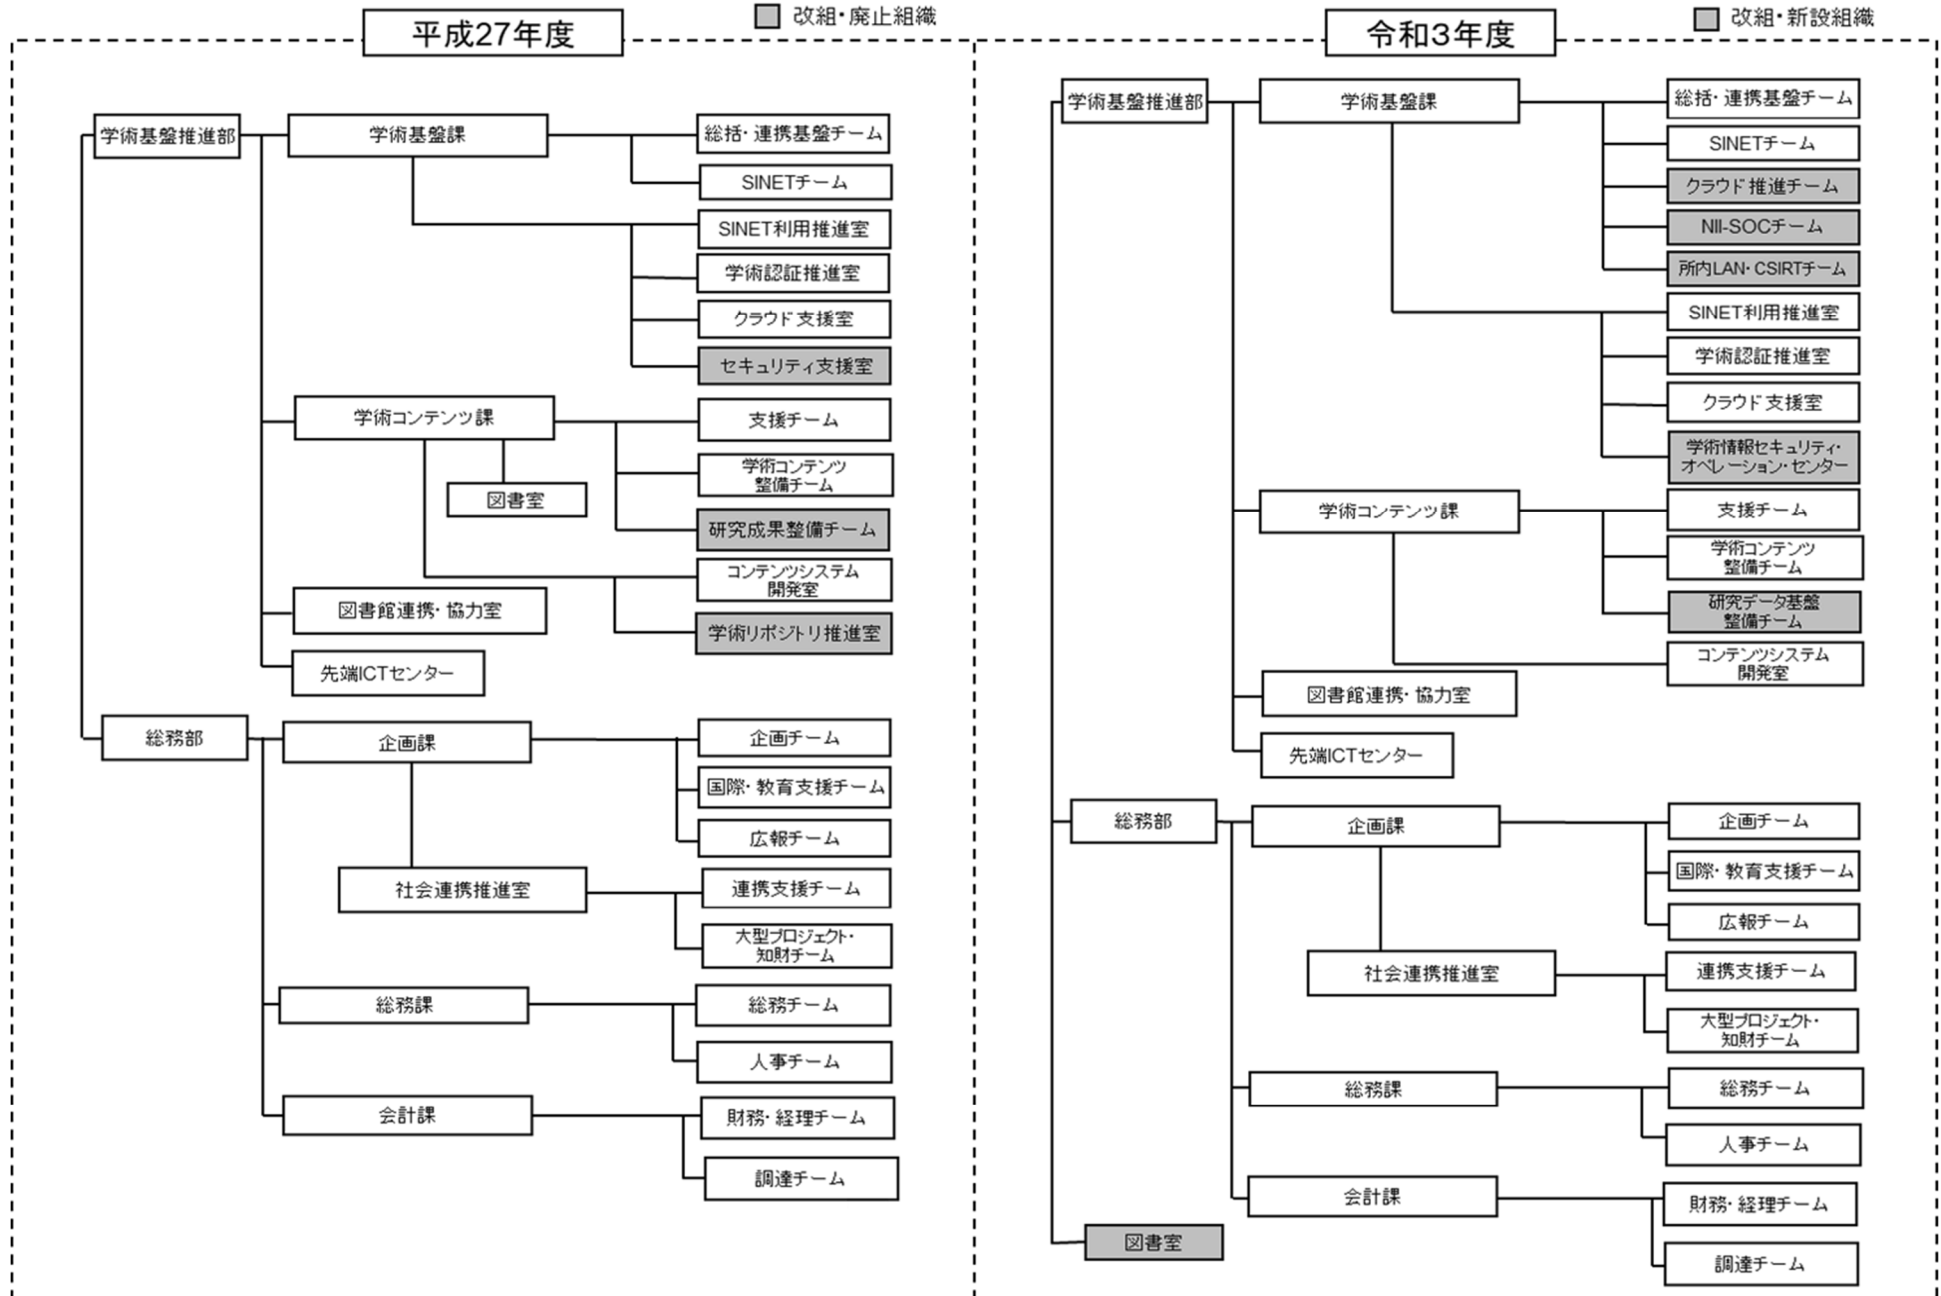 平成27年度
改組・廃止組織
学術基盤推進部
学術基盤課
総括・連携基盤チーム
SINETチーム
SINET利用推進室
学術認証推進室
クラウド支援室
セキュリティ支援室
学術コンテンツ課
支援チーム
学術コンテンツ
整備チーム
図書室
研究成果整備チーム
コンテンツシステム
開発室
図書館連携・協力室
学術リポジトリ推進室
先端ICTセンター
総務部
企画課
企画チーム
国際・教育支援チーム
広報チーム
社会連携推進室
連携支援チーム
大型プロジェクト・
知財チーム
総務課
総務チーム
人事チーム
会計課
財務・経理チーム
調達チーム
令和3年度
改組・新設組織
学術基盤推進部
学術基盤課
総括・連携基盤チーム
SINETチーム
クラウド推進チーム
NII-SOCチーム
所内LAN・CSIRTチーム
SINET利用推進室
学術認証推進室
クラウド支援室
学術情報セキュリティ・
オペレーション・センター
学術コンテンツ課
支援チーム
学術コンテンツ
整備チーム
研究データ基盤
整備チーム
コンテンツシステム
開発室
図書館連携・協力室
先端ICTセンター
総務部
企画課
企画チーム
国際・教育支援チーム
広報チーム
社会連携推進室
連携支援チーム
大型プロジェクト・
知財チーム
総務課
総務チーム
人事チーム
会計課
財務・経理チーム
調達チーム
図書室